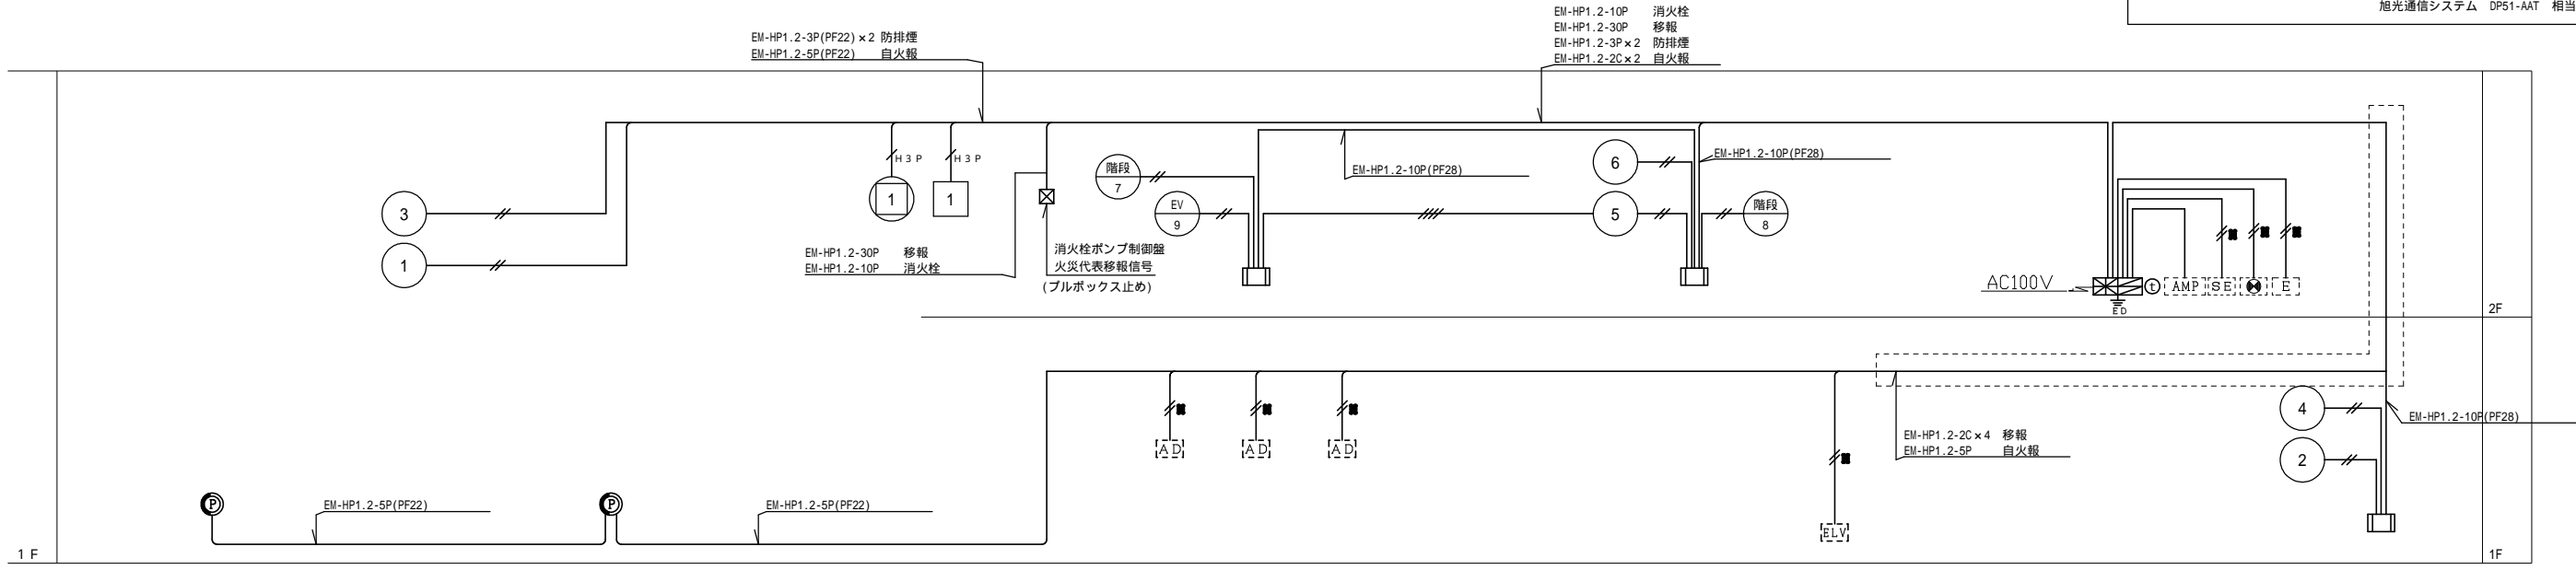 旭光通信システム DP51-AAT 相当
EM-HP1.2-10P 消火栓
EM-HP1.2-30P 移報
EM-HP1.2-3P×2 防排煙
EM-HP1.2-2C×2 自火報
EM-HP1.2-3P(PF22)×2 防排煙
EM-HP1.2-5P(PF22) 自火報
H3P
H3P
階段
7
EM-HP1.2-10P(PF28)
6
EM-HP1.2-10P(PF28)
3
1
1
EV
9
5
階段
8
1
EM-HP1.2-30P 移報
EM-HP1.2-10P 消火栓
消火栓ポンプ制御盤
火災代表移報信号
(プルボックス止め)
AC100V
t
AMP
SE
E
ED
2F
4
EM-HP1.2-10P(PF28)
AD
AD
AD
EM-HP1.2-2C×4 移報
EM-HP1.2-5P 自火報
2
P
EM-HP1.2-5P(PF22)
P
EM-HP1.2-5P(PF22)
ELV
1F
1F